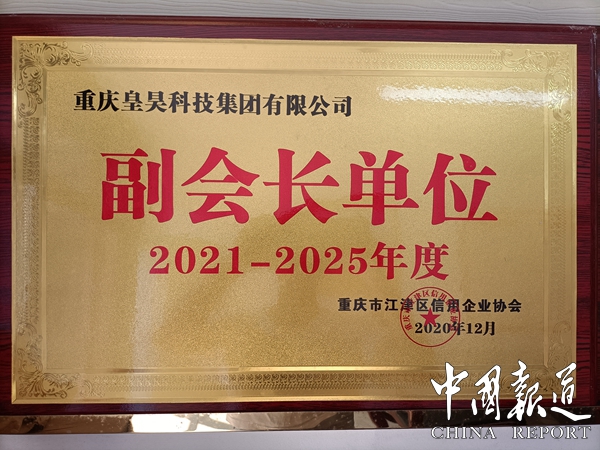 重庆皇昊科技集团有限公司
副会长单位
2021-2025年度
重庆市江津区信用企业协会
2020年12月
中國報道
CHINA REPORT